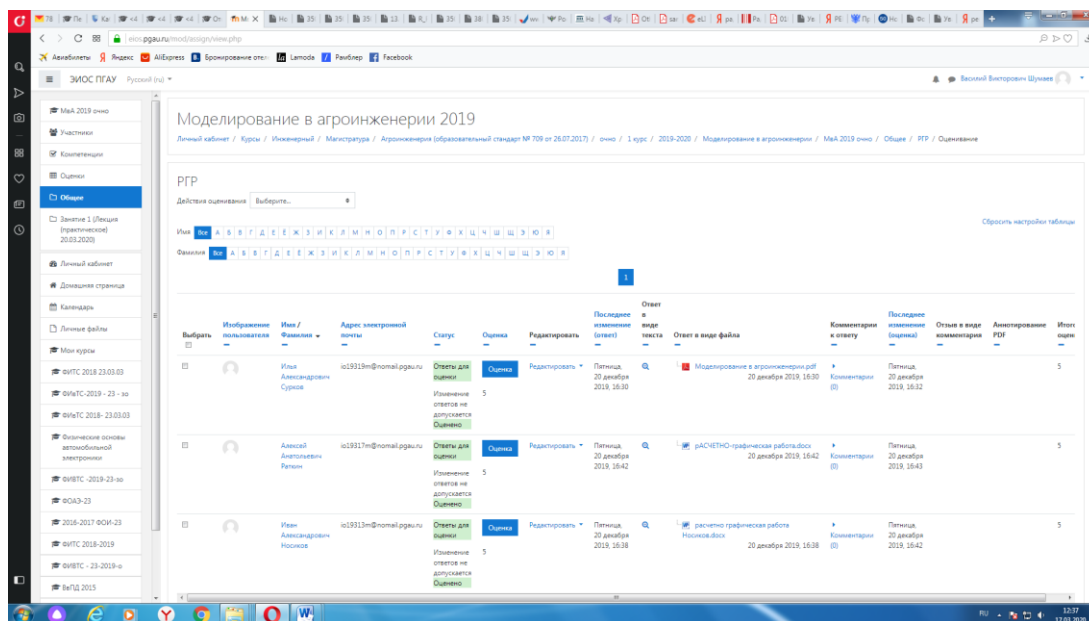 eios.pgau.ru/mod/assign/view.php
Авиабилеты Яндекс AliExpress Бронирование отел Lamoda Рамблер Facebook
ЭИОС ПГАУ Русский (ru)
Василий Викторович Шумаев
МвА 2019 очно
Участники
Компетенции
Оценки
Общее
Занятие 1 (Лекция
(практическое)
20.03.2020)
Личный кабинет
Домашняя страница
Календарь
Личные файлы
Мои курсы
ФИТС 2018 23.03.03
ФИвТС-2019 - 23 - зо
ФИвТС 2018- 23.03.03
Физические основы
автомобильной
электроники
ФИВТС -2019-23-зо
ФОАЭ-23
2016-2017 ФОИ-23
ФИТС 2018-2019
ФИВТС - 23-2019-о
ВвПД 2015
Моделирование в агроинженерии 2019
Личный кабинет / Курсы / Инженерный / Магистратура / Агроинженерия (образовательный стандарт № 709 от 26.07.2017) / очно / 1 курс / 2019-2020 / Моделирование в агроинженерии / МвА 2019 очно / Общее / РГР / Оценивание
РГР
Действия оценивания Выберите...
Сбросить настройки таблицы
Имя Все А Б В Г Д Е Ё Ж З И К Л М Н О П Р С Т У Ф Х Ц Ч Ш Щ Э Ю Я
Фамилия Все А Б В Г Д Е Ё Ж З И К Л М Н О П Р С Т У Ф Х Ц Ч Ш Щ Э Ю Я
1
Выбрать
Изображение
пользователя
Имя /
Фамилия
Адрес электронной
почты
Статус
Оценка
Редактировать
Последнее
изменение
(ответ)
Ответ
в
виде
текста
Ответ в виде файла
Комментарии
к ответу
Последнее
изменение
(оценка)
Отзыв в виде
комментария
Аннотирование
PDF
Итого
оцен
Илья
Александрович
Сурков
io19319m@nomail.pgau.ru
Ответы для
оценки
Изменение
ответов не
допускается
Оценено
Оценка
5
Редактировать
Пятница,
20 декабря
2019, 16:30
Моделирование в агроинженерии.pdf
20 декабря 2019, 16:30
Комментарии
(0)
Пятница,
20 декабря
2019, 16:32
5
Алексей
Анатольевич
Раткин
io19317m@nomail.pgau.ru
Ответы для
оценки
Изменение
ответов не
допускается
Оценено
Оценка
5
Редактировать
Пятница,
20 декабря
2019, 16:42
рАСЧЕТНО-графическая работа.docx
20 декабря 2019, 16:42
Комментарии
(0)
Пятница,
20 декабря
2019, 16:43
5
Иван
Александрович
Носиков
io19313m@nomail.pgau.ru
Ответы для
оценки
Изменение
ответов не
допускается
Оценено
Оценка
5
Редактировать
Пятница,
20 декабря
2019, 16:38
расчетно графическая работа
Носиков.docx
20 декабря 2019, 16:38
Комментарии
(0)
Пятница,
20 декабря
2019, 16:42
5
RU
12:37
12.03.2020